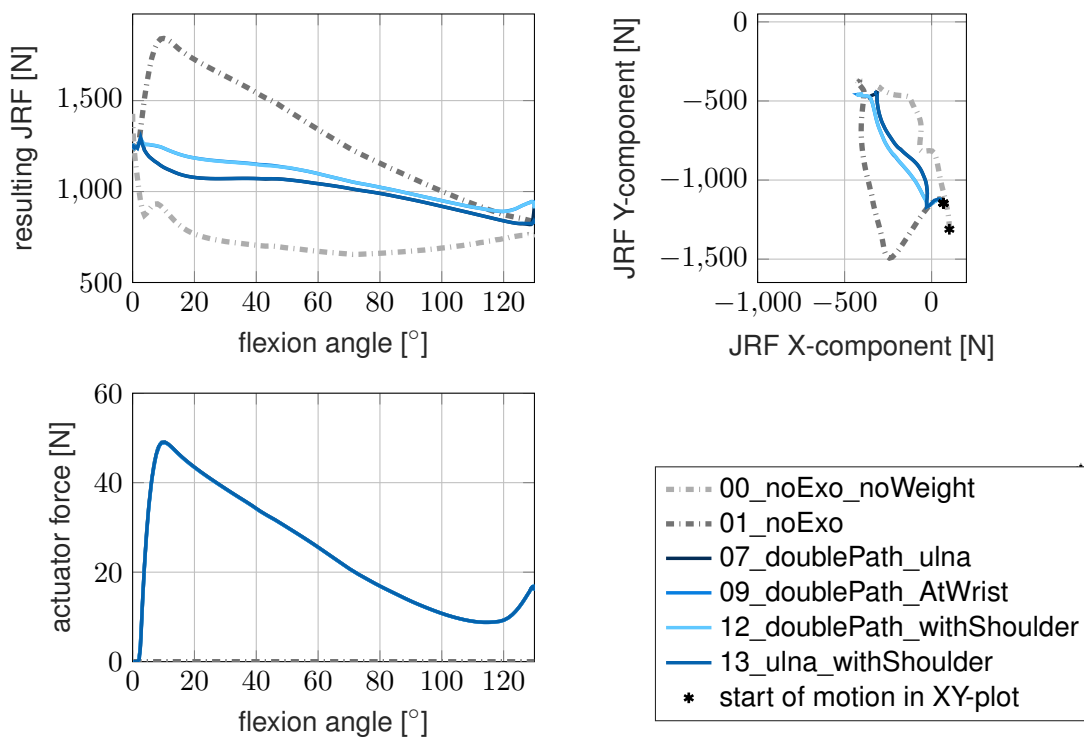 resulting JRF [N]
1,500
1,000
500
0 20 40 60 80 100 120
flexion angle [°]
JRF Y-component [N]
0
−500
−1,000
−1,500
−1,000 −500 0
JRF X-component [N]
actuator force [N]
60
40
20
0
0 20 40 60 80 100 120
flexion angle [°]
00_noExo_noWeight
01_noExo
07_doublePath_ulna
09_doublePath_AtWrist
12_doublePath_withShoulder
13_ulna_withShoulder
start of motion in XY-plot